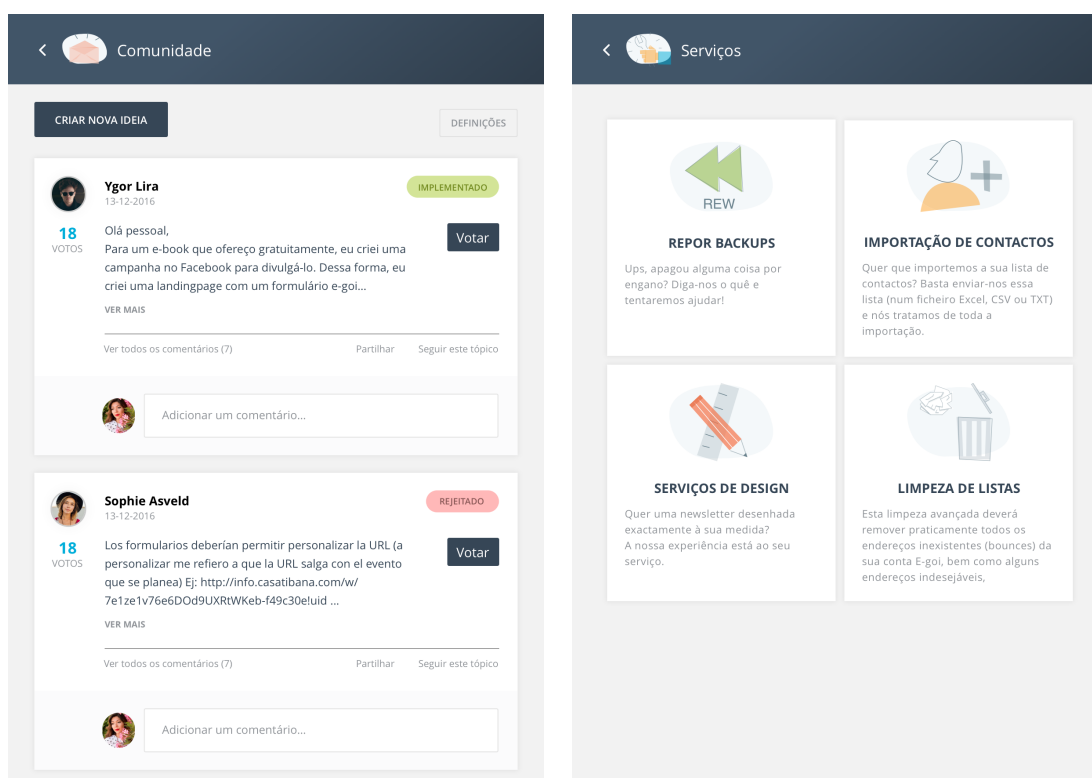 Comunidade
CRIAR NOVA IDEIA
DEFINIÇÕES
Ygor Lira
13-12-2016
IMPLEMENTADO
18
VOTOS
Olá pessoal,
Para um e-book que ofereço gratuitamente, eu criei uma
campanha no Facebook para divulgá-lo. Dessa forma, eu
criei uma landingpage com um formulário e-goi...
Votar
VER MAIS
Ver todos os comentários (7)
Partilhar
Seguir este tópico
Adicionar um comentário...
Sophie Asveld
13-12-2016
REJEITADO
18
VOTOS
Los formularios deberían permitir personalizar la URL (a
personalizar me refiero a que la URL salga con el evento
que se planea) Ej: http://info.casatibana.com/w/
7e1ze1v76e6DOd9UXRtWKeb-f49c30e!uid ...
Votar
VER MAIS
Ver todos os comentários (7)
Partilhar
Seguir este tópico
Adicionar um comentário...
Serviços
REW
REPOR BACKUPS
Ups, apagou alguma coisa por
engano? Diga-nos o quê e
tentaremos ajudar!
IMPORTAÇÃO DE CONTACTOS
Quer que importemos a sua lista de
contactos? Basta enviar-nos essa
lista (num ficheiro Excel, CSV ou TXT)
e nós tratamos de toda a
importação.
SERVIÇOS DE DESIGN
Quer uma newsletter desenhada
exactamente à sua medida?
A nossa experiência está ao seu
serviço.
LIMPEZA DE LISTAS
Esta limpeza avançada deverá
remover praticamente todos os
endereços inexistentes (bounces) da
sua conta E-goi, bem como alguns
endereços indesejáveis,